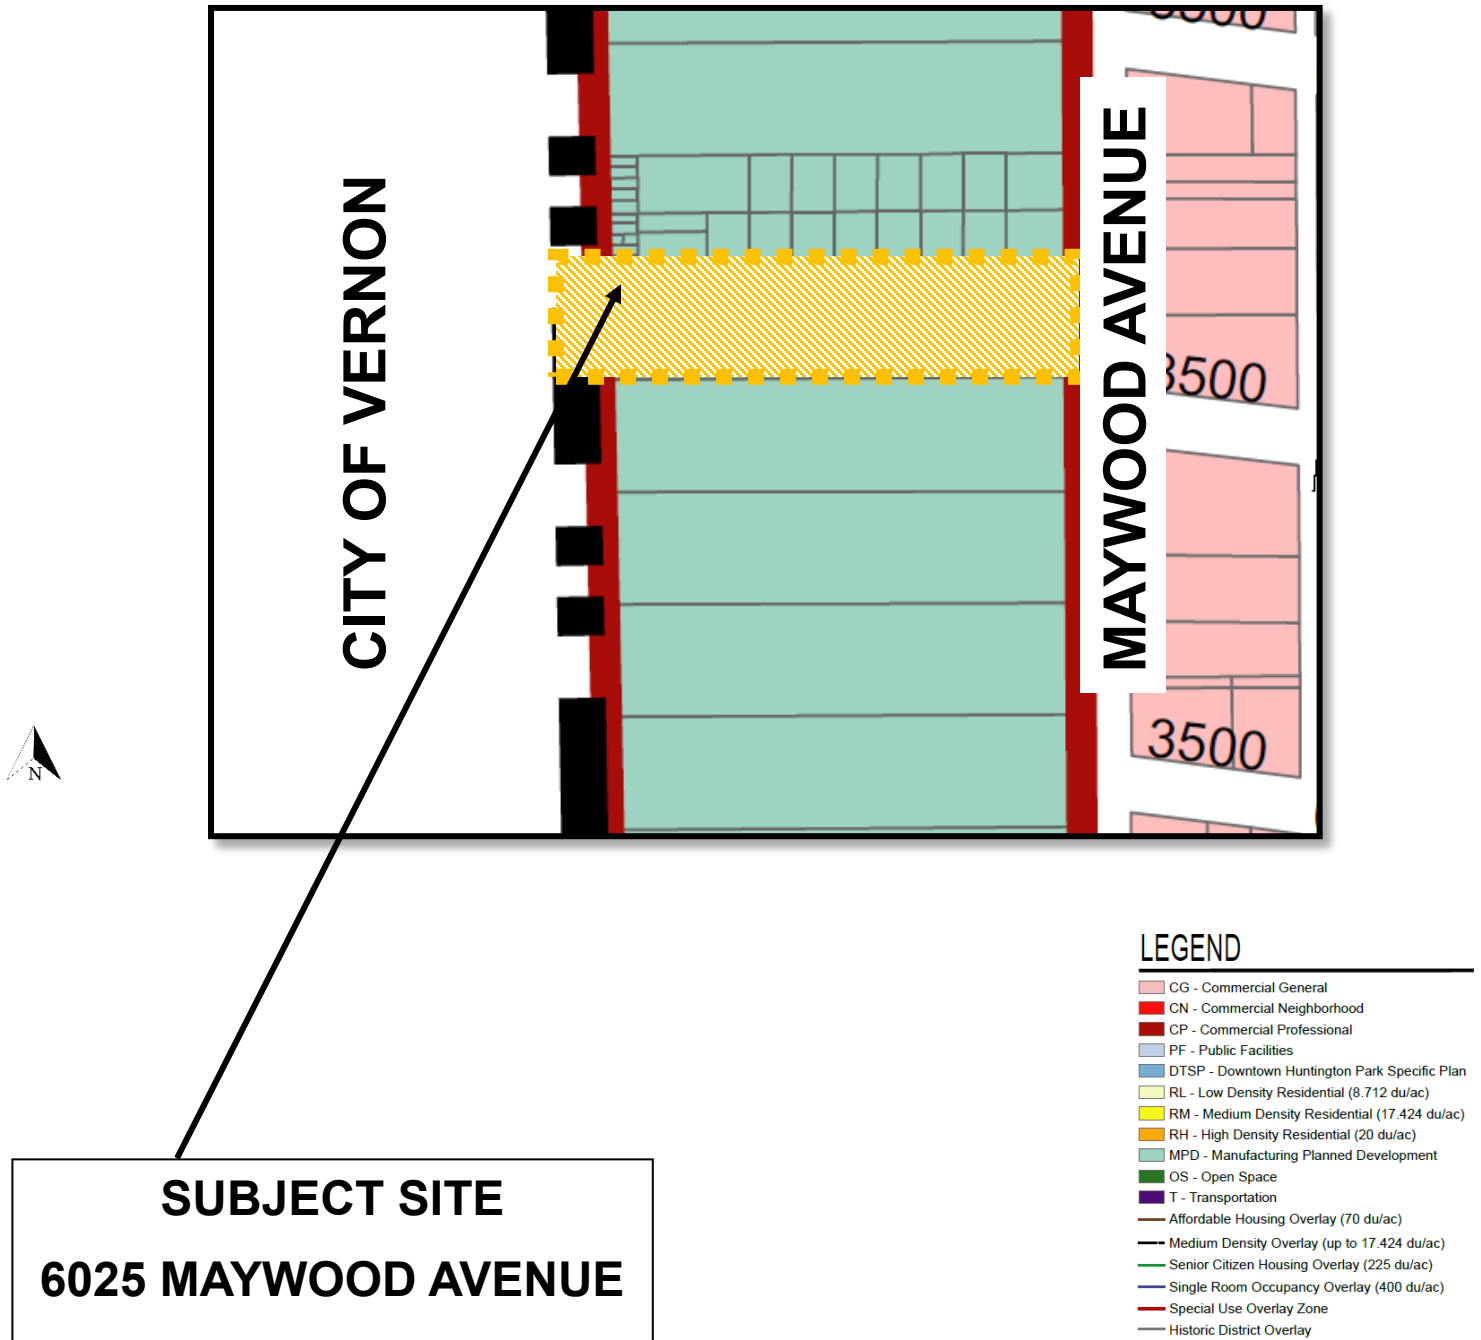 CITY OF VERNON
MAYWOOD AVENUE
3500
3500
N
LEGEND
CG - Commercial General
CN - Commercial Neighborhood
CP - Commercial Professional
PF - Public Facilities
DTSP - Downtown Huntington Park Specific Plan
RL - Low Density Residential (8.712 du/ac)
RM - Medium Density Residential (17.424 du/ac)
RH - High Density Residential (20 du/ac)
MPD - Manufacturing Planned Development
OS - Open Space
T - Transportation
Affordable Housing Overlay (70 du/ac)
Medium Density Overlay (up to 17.424 du/ac)
Senior Citizen Housing Overlay (225 du/ac)
Single Room Occupancy Overlay (400 du/ac)
Special Use Overlay Zone
Historic District Overlay
SUBJECT SITE
6025 MAYWOOD AVENUE